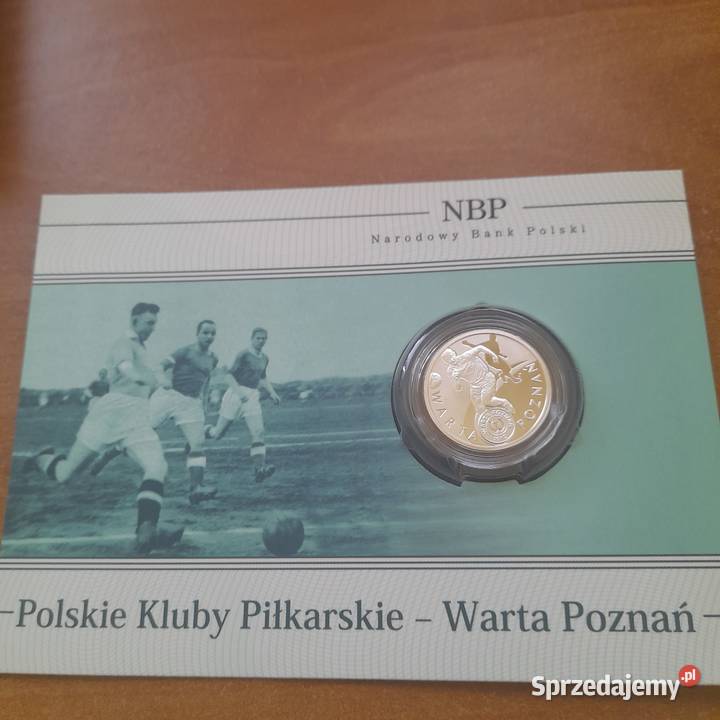 NBP
Narodowy Bank Polski
WARTA POZNAŃ
Polskie Kluby Piłkarskie – Warta Poznań
Sprzedajemy.pl